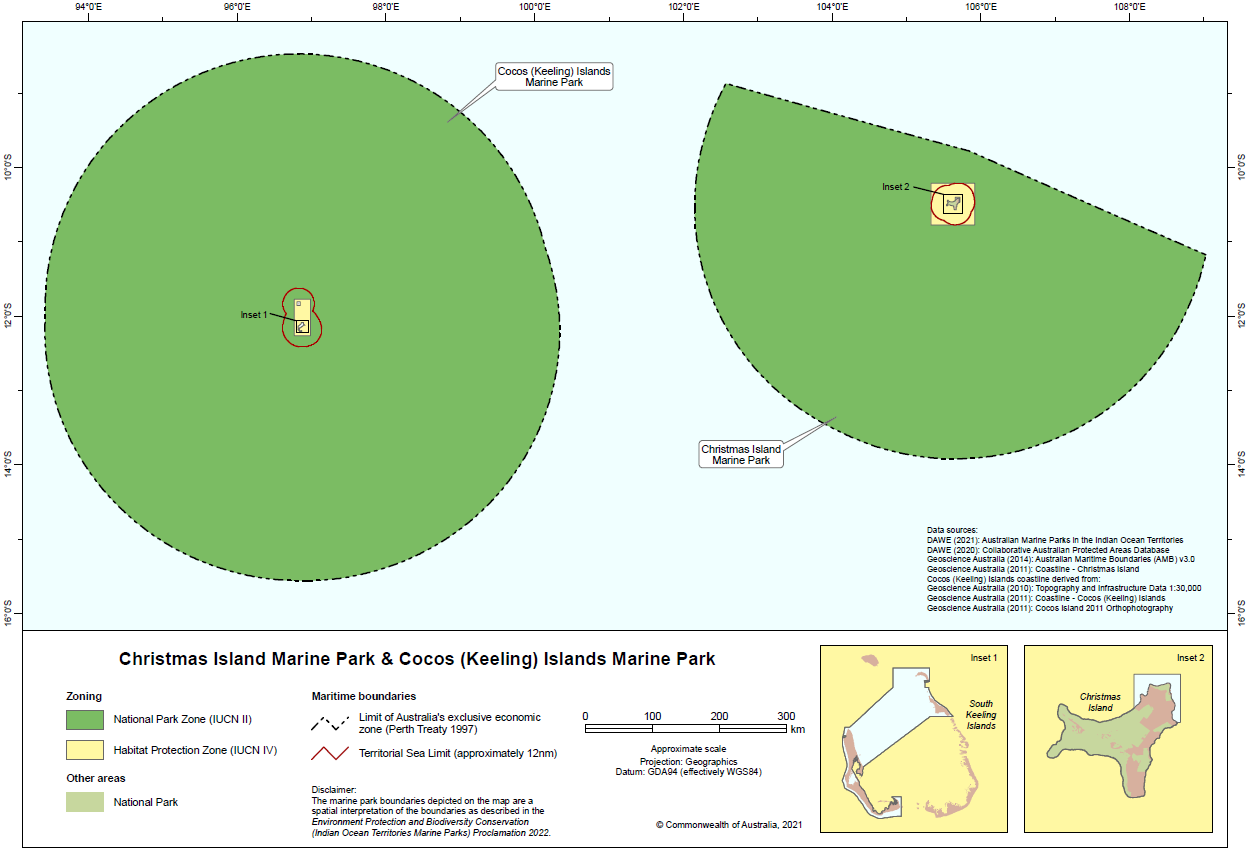 94°0'E 96°0'E 98°0'E 100°0'E 102°0'E 104°0'E 106°0'E 108°0'E
Cocos (Keeling) Islands
Marine Park
10°0'S
10°0'S
Inset 2
Inset 1
12°0'S
12°0'S
Christmas Island
Marine Park
14°0'S
14°0'S
Data sources:
DAWE (2021): Australian Marine Parks in the Indian Ocean Territories
DAWE (2020): Collaborative Australian Protected Areas Database
Geoscience Australia (2014): Australian Maritime Boundaries (AMB) v3.0
Geoscience Australia (2011): Coastline - Christmas Island
Cocos (Keeling) Islands coastline derived from:
Geoscience Australia (2010): Topography and Infrastructure Data 1:30,000
Geoscience Australia (2011): Coastline - Cocos (Keeling) Islands
Geoscience Australia (2011): Cocos Island 2011 Orthophotography
16°0'S
16°0'S
Christmas Island Marine Park & Cocos (Keeling) Islands Marine Park
Zoning
National Park Zone (IUCN II)
Habitat Protection Zone (IUCN IV)
Other areas
National Park
Maritime boundaries
Limit of Australia's exclusive economic
zone (Perth Treaty 1997)
Territorial Sea Limit (approximately 12nm)
Disclaimer:
The marine park boundaries depicted on the map are a
spatial interpretation of the boundaries as described in the
Environment Protection and Biodiversity Conservation
(Indian Ocean Territories Marine Parks) Proclamation 2022.
0 100 200 300
km
Approximate scale
Projection: Geographics
Datum: GDA94 (effectively WGS84)
© Commonwealth of Australia, 2021
Inset 1
South
Keeling
Islands
Inset 2
Christmas
Island